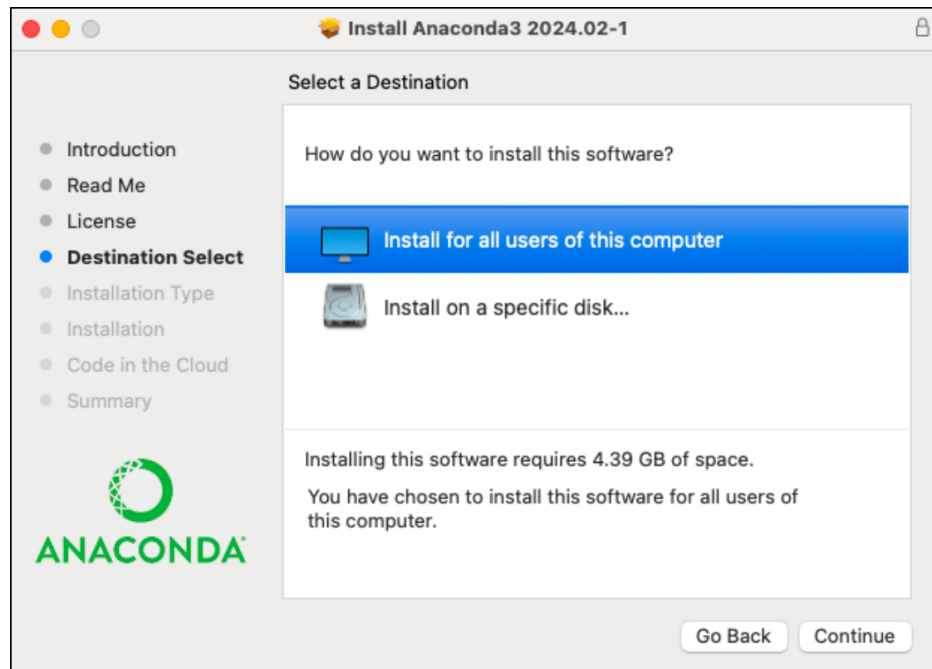 Install Anaconda3 2024.02-1
Select a Destination
Introduction
Read Me
License
Destination Select
Installation Type
Installation
Code in the Cloud
Summary
ANACONDA
How do you want to install this software?
Install for all users of this computer
Install on a specific disk...
Installing this software requires 4.39 GB of space.
You have chosen to install this software for all users of
this computer.
Go Back
Continue